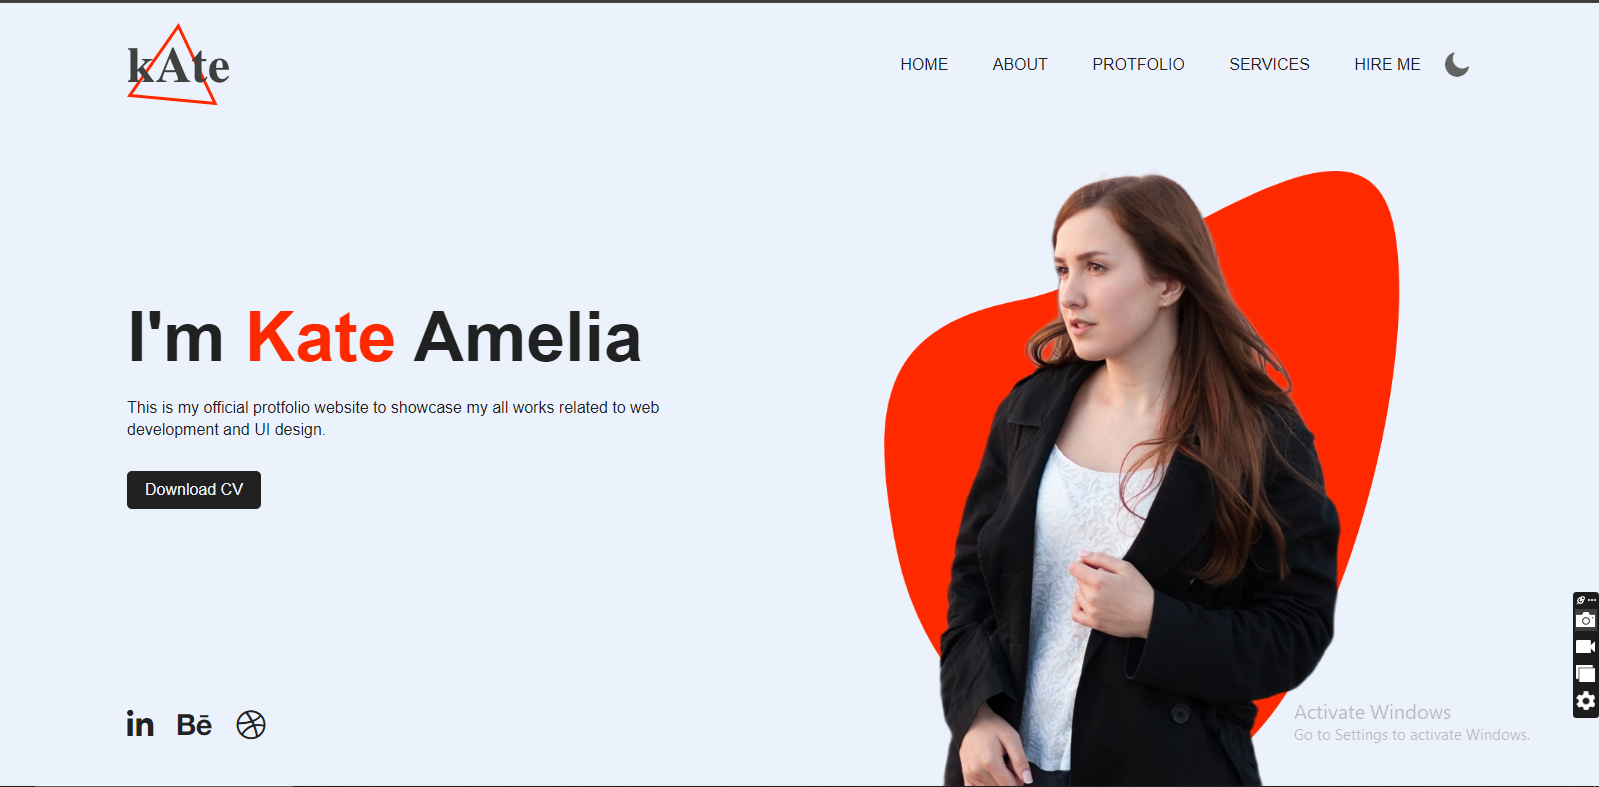 kAte
HOME ABOUT PROTFOLIO SERVICES HIRE ME
I'm Kate Amelia
This is my official protfolio website to showcase my all works related to web
development and UI design.
Download CV
in Bē
Activate Windows
Go to Settings to activate Windows.